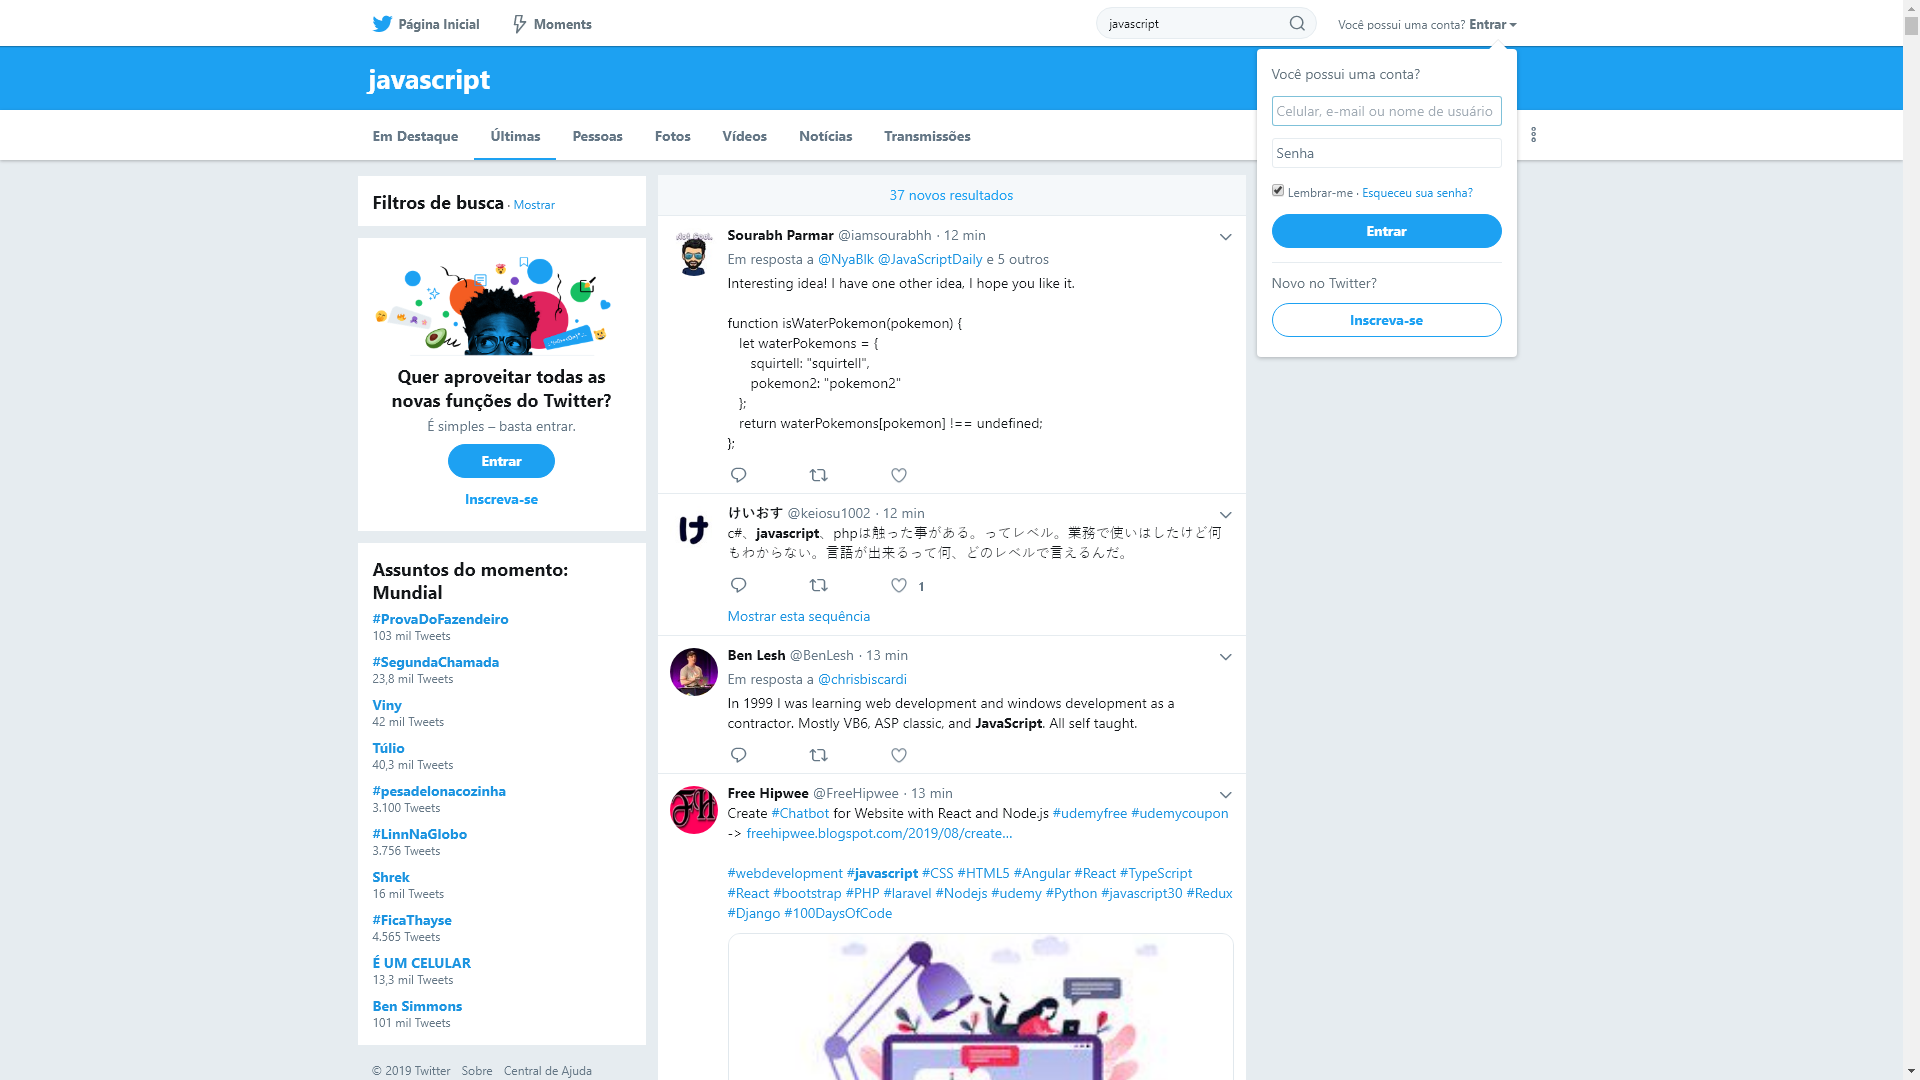 Página Inicial
Moments
javascript
Você possui uma conta? Entrar
javascript
Em Destaque
Últimas
Pessoas
Fotos
Vídeos
Notícias
Transmissões
Você possui uma conta?
Celular, e-mail ou nome de usuário
Senha
Lembrar-me · Esqueceu sua senha?
Entrar
Novo no Twitter?
Inscreva-se
Filtros de busca · Mostrar
Quer aproveitar todas as
novas funções do Twitter?
É simples – basta entrar.
Entrar
Inscreva-se
Assuntos do momento:
Mundial
#ProvaDoFazendeiro
103 mil Tweets
#SegundaChamada
23,8 mil Tweets
Viny
42 mil Tweets
Túlio
40,3 mil Tweets
#pesadelonacozinha
3.100 Tweets
#LinnNaGlobo
3.756 Tweets
Shrek
16 mil Tweets
#FicaThayse
4.565 Tweets
É UM CELULAR
13,3 mil Tweets
Ben Simmons
101 mil Tweets
© 2019 Twitter Sobre Central de Ajuda
37 novos resultados
Sourabh Parmar @iamsourabhh · 12 min
Em resposta a @NyaBlk @JavaScriptDaily e 5 outros
Interesting idea! I have one other idea, I hope you like it.
function isWaterPokemon(pokemon) {
let waterPokemons = {
squirtell: "squirtell",
pokemon2: "pokemon2"
};
return waterPokemons[pokemon] !== undefined;
};
けいおす @keiosu1002 · 12 min
け
c#、javascript、phpは触った事がある。ってレベル。業務で使いはしたけど何
もわからない。言語が出来るって何、どのレベルで言えるんだ。
1
Mostrar esta sequência
Ben Lesh @BenLesh · 13 min
Em resposta a @chrisbiscardi
In 1999 I was learning web development and windows development as a
contractor. Mostly VB6, ASP classic, and JavaScript. All self taught.
Free Hipwee @FreeHipwee · 13 min
FH
Create #Chatbot for Website with React and Node.js #udemyfree #udemycoupon
-> freehipwee.blogspot.com/2019/08/create…
#webdevelopment #javascript #CSS #HTML5 #Angular #React #TypeScript
#React #bootstrap #PHP #laravel #Nodejs #udemy #Python #javascript30 #Redux
#Django #100DaysOfCode